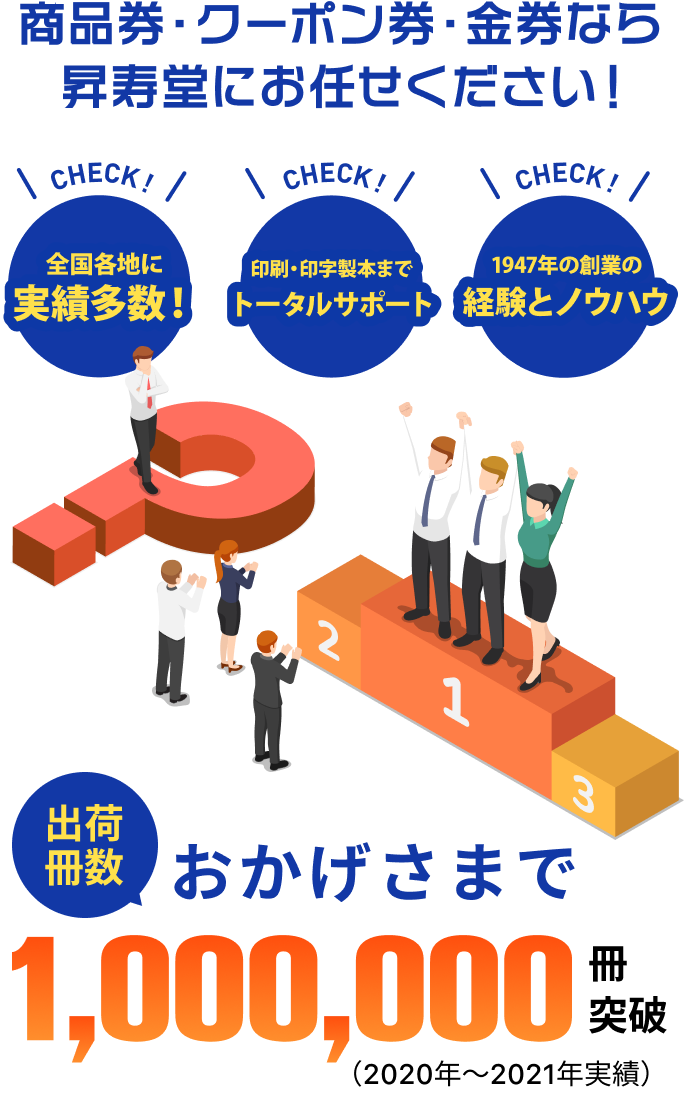 商品券・クーポン券・金券なら
昇寿堂にお任せください！
CHECK!
全国各地に
実績多数！
CHECK!
印刷・印字製本まで
トータルサポート
CHECK!
1947年の創業の
経験とノウハウ
2
1
3
出荷
冊数
おかげさまで
1,000,000
冊
突破
（2020年～2021年実績）